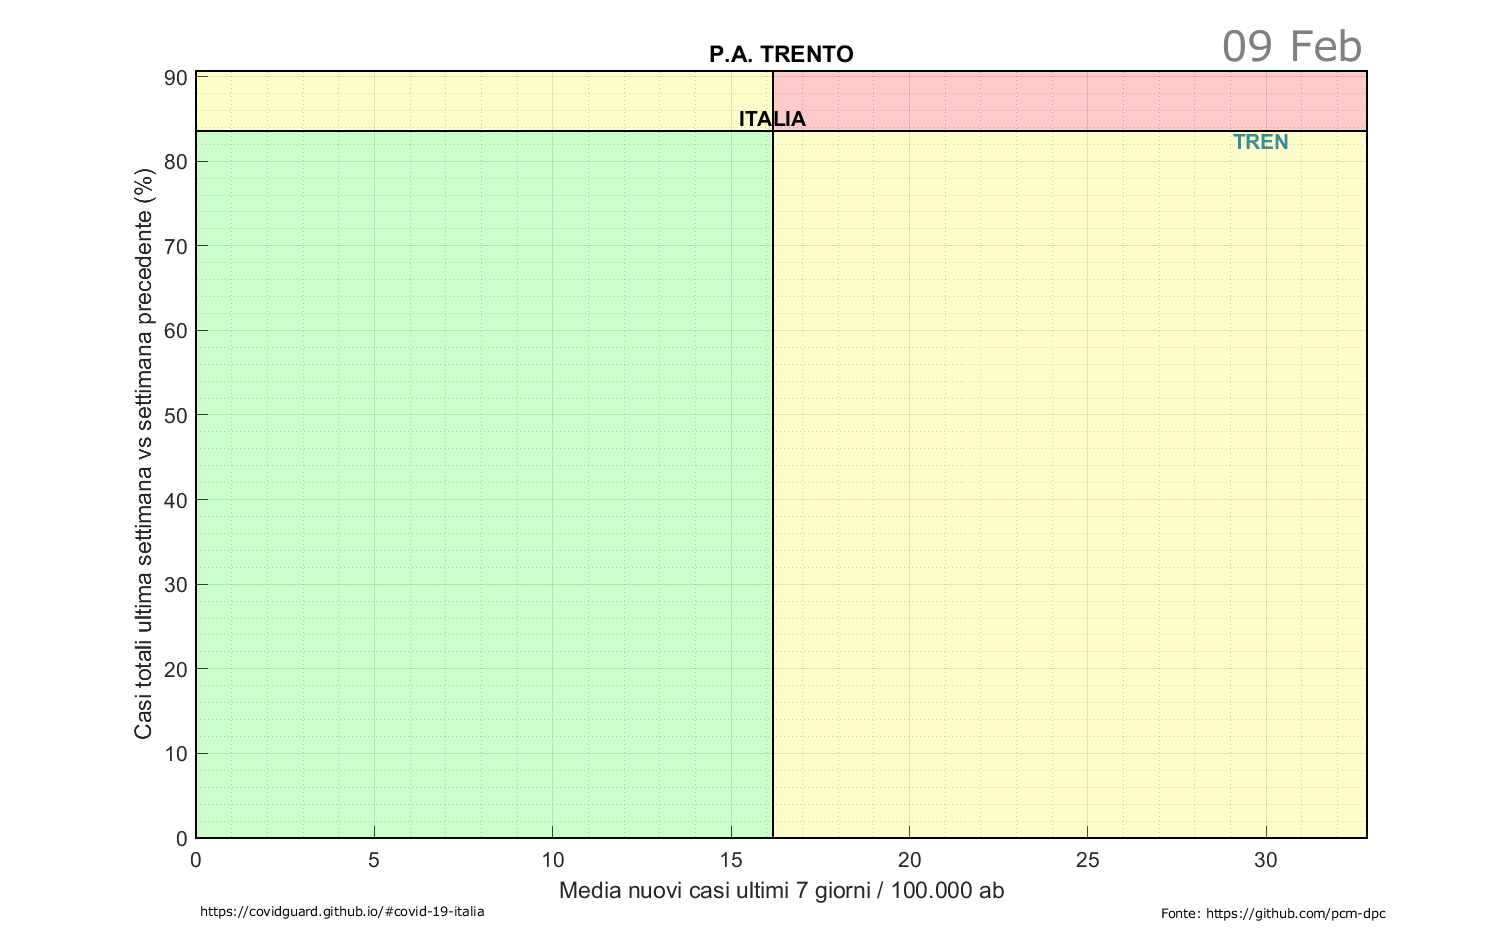 P.A. TRENTO
09 Feb
ITALIA
TREN
Casi totali ultima settimana vs settimana precedente (%)
90
80
70
60
50
40
30
20
10
0
0 5 10 15 20 25 30
Media nuovi casi ultimi 7 giorni / 100.000 ab
https://covidguard.github.io/#covid-19-italia
Fonte: https://github.com/pcm-dpc